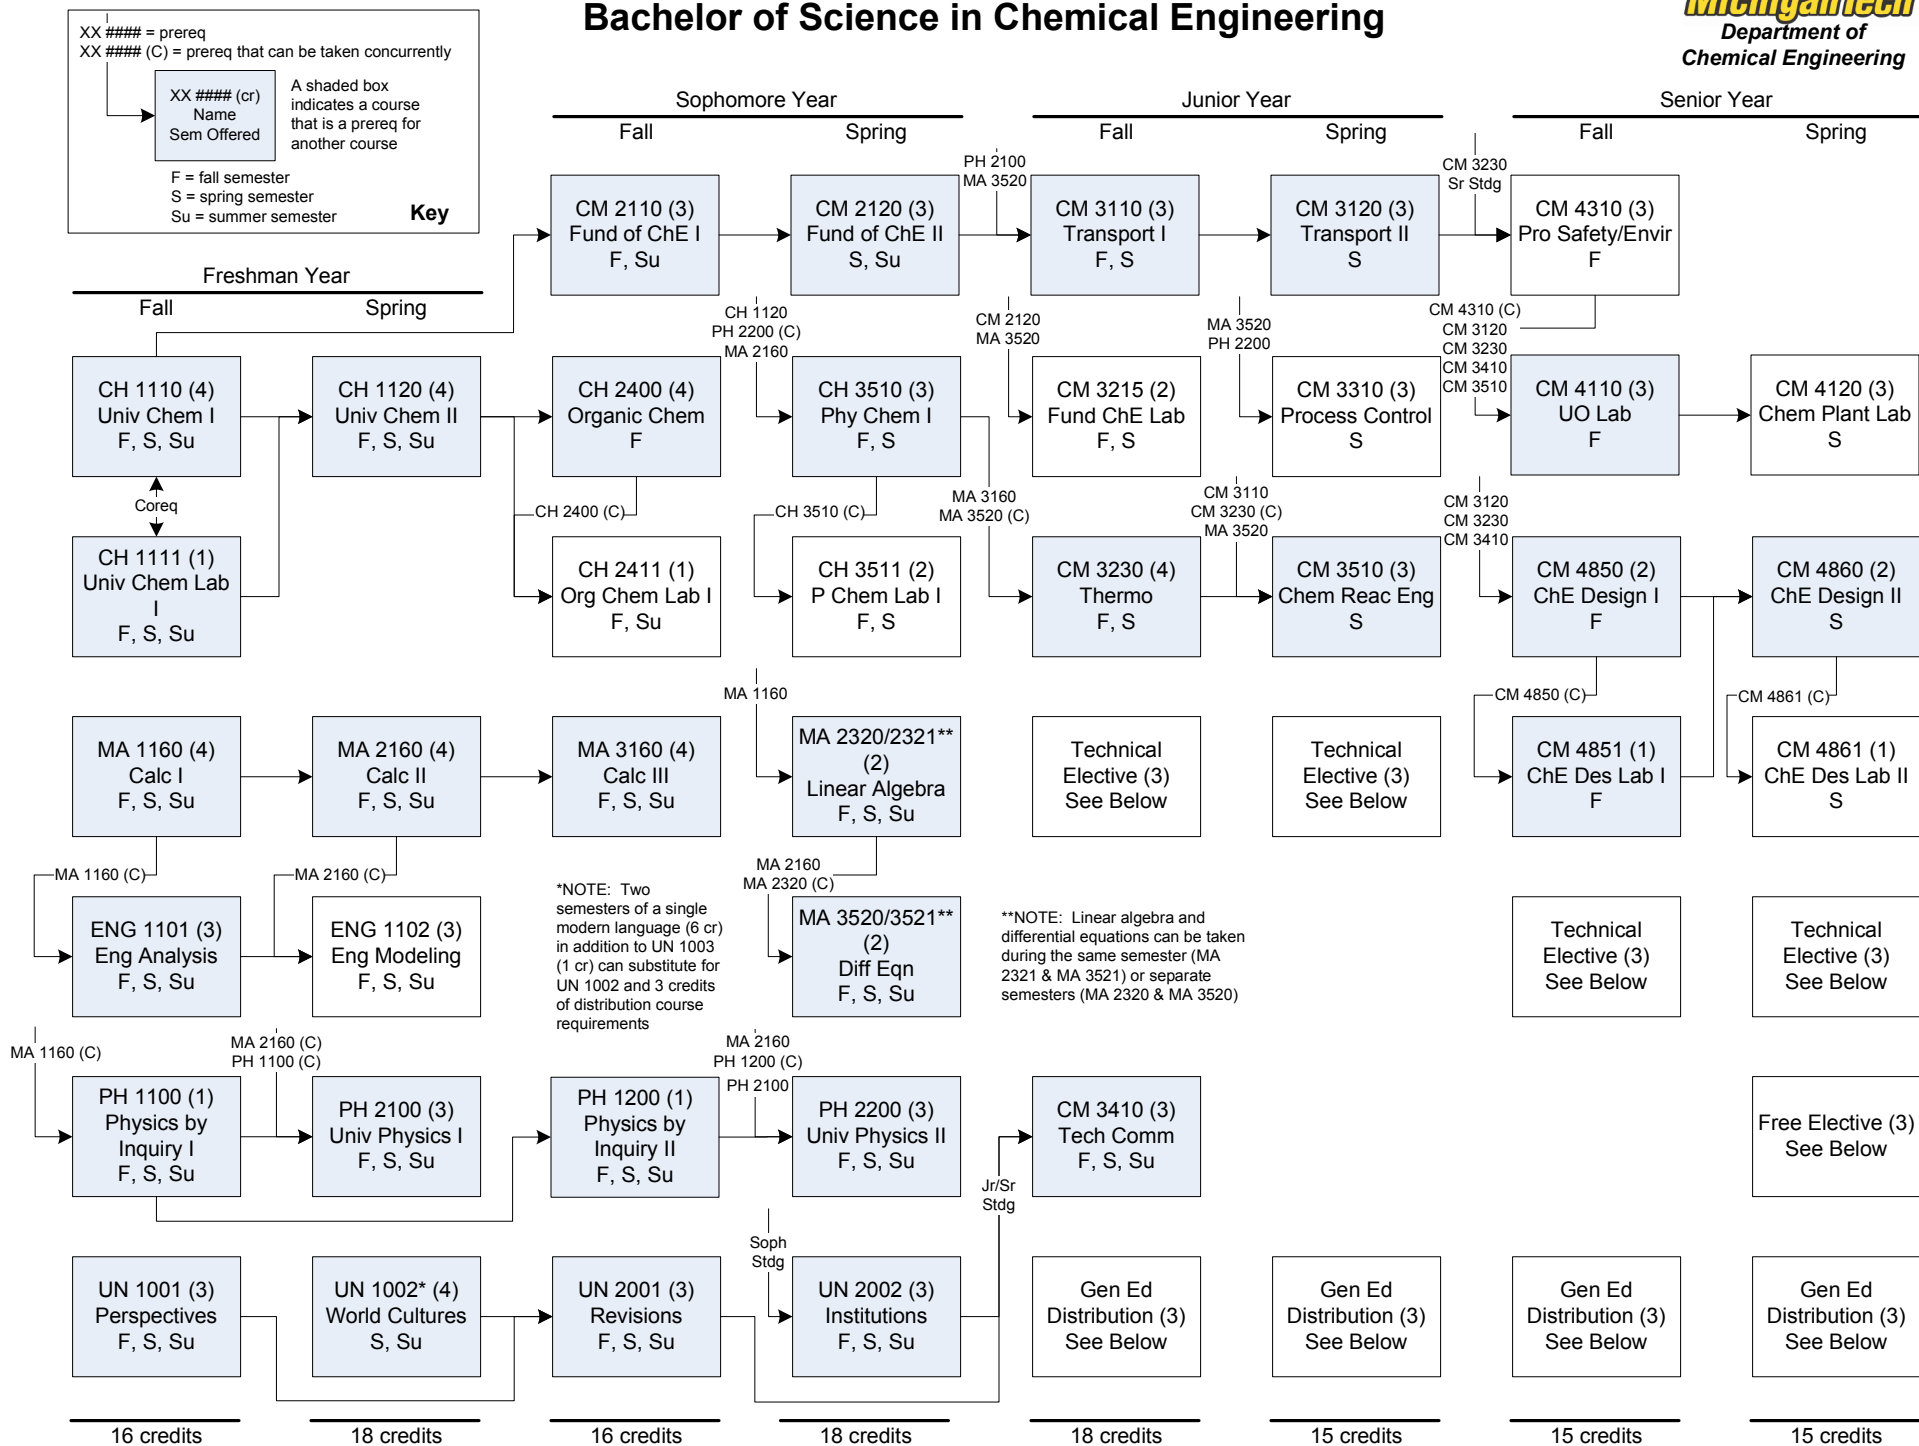 Bachelor of Science in Chemical Engineering
MichiganTech
Department of
Chemical Engineering
XX #### = prereq
XX #### (C) = prereq that can be taken concurrently
XX #### (cr)
Name
Sem Offered
A shaded box
indicates a course
that is a prereq for
another course
F = fall semester
S = spring semester
Su = summer semester
Key
Freshman Year
Fall
Spring
Sophomore Year
Fall
Spring
Junior Year
Fall
Spring
Senior Year
Fall
Spring
CM 2110 (3)
Fund of ChE I
F, Su
CM 2120 (3)
Fund of ChE II
S, Su
PH 2100
MA 3520
CM 3110 (3)
Transport I
F, S
CM 3120 (3)
Transport II
S
CM 3230
Sr Stdg
CM 4310 (3)
Pro Safety/Envir
F
CH 1110 (4)
Univ Chem I
F, S, Su
CH 1120 (4)
Univ Chem II
F, S, Su
CH 2400 (4)
Organic Chem
F
CH 1120
PH 2200 (C)
MA 2160
CH 3510 (3)
Phy Chem I
F, S
CM 2120
MA 3520
CM 3215 (2)
Fund ChE Lab
F, S
MA 3520
PH 2200
CM 3310 (3)
Process Control
S
CM 4310 (C)
CM 3120
CM 3230
CM 3410
CM 3510
CM 4110 (3)
UO Lab
F
CM 4120 (3)
Chem Plant Lab
S
Coreq
CH 1111 (1)
Univ Chem Lab
I
F, S, Su
CH 2400 (C)
CH 2411 (1)
Org Chem Lab I
F, Su
CH 3510 (C)
CH 3511 (2)
P Chem Lab I
F, S
MA 3160
MA 3520 (C)
CM 3230 (4)
Thermo
F, S
CM 3110
CM 3230 (C)
MA 3520
CM 3510 (3)
Chem Reac Eng
S
CM 3120
CM 3230
CM 3410
CM 4850 (2)
ChE Design I
F
CM 4860 (2)
ChE Design II
S
MA 1160 (4)
Calc I
F, S, Su
MA 2160 (4)
Calc II
F, S, Su
MA 3160 (4)
Calc III
F, S, Su
MA 1160
MA 2320/2321**
(2)
Linear Algebra
F, S, Su
Technical
Elective (3)
See Below
Technical
Elective (3)
See Below
CM 4850 (C)
CM 4851 (1)
ChE Des Lab I
F
CM 4861 (C)
CM 4861 (1)
ChE Des Lab II
S
MA 1160 (C)
ENG 1101 (3)
Eng Analysis
F, S, Su
MA 2160 (C)
ENG 1102 (3)
Eng Modeling
F, S, Su
*NOTE: Two
semesters of a single
modern language (6 cr)
in addition to UN 1003
(1 cr) can substitute for
UN 1002 and 3 credits
of distribution course
requirements
MA 2160
MA 2320 (C)
MA 3520/3521**
(2)
Diff Eqn
F, S, Su
**NOTE: Linear algebra and
differential equations can be taken
during the same semester (MA
2321 & MA 3521) or separate
semesters (MA 2320 & MA 3520)
Technical
Elective (3)
See Below
Technical
Elective (3)
See Below
MA 1160 (C)
PH 1100 (1)
Physics by
Inquiry I
F, S, Su
MA 2160 (C)
PH 1100 (C)
PH 2100 (3)
Univ Physics I
F, S, Su
PH 1200 (1)
Physics by
Inquiry II
F, S, Su
MA 2160
PH 1200 (C)
PH 2100
PH 2200 (3)
Univ Physics II
F, S, Su
Jr/Sr
Stdg
CM 3410 (3)
Tech Comm
F, S, Su
Free Elective (3)
See Below
UN 1001 (3)
Perspectives
F, S, Su
UN 1002* (4)
World Cultures
S, Su
UN 2001 (3)
Revisions
F, S, Su
Soph
Stdg
UN 2002 (3)
Institutions
F, S, Su
Gen Ed
Distribution (3)
See Below
Gen Ed
Distribution (3)
See Below
Gen Ed
Distribution (3)
See Below
Gen Ed
Distribution (3)
See Below
16 credits
18 credits
16 credits
18 credits
18 credits
15 credits
15 credits
15 credits